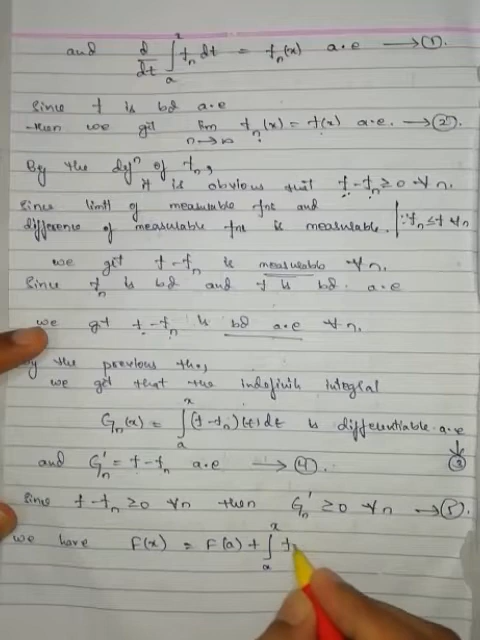 and d/dt ∫_a^x f_n dt = f_n(x) a.e → ①.
Since f is bd a.e
then we get lim_{n→∞} f_n(x) = f(x) a.e. → ②.
By the defn of f_n,
it is obvious that f - f_n ≥ 0 ∀n.
Since limit of measurable fns and
difference of measurable fns is measurable. | ∵ f_n ≤ f ∀n
we get f - f_n is measurable ∀n.
Since f_n is bd and f is bd. a.e
we get f - f_n is bd a.e ∀n.
By the previous thm,
we get that the indefinite integral
G_n(x) = ∫_a^x (f - f_n)(t) dt is differentiable a.e
↓ ③
and G_n' = f - f_n a.e → ④.
Since f - f_n ≥ 0 ∀n then G_n' ≥ 0 ∀n → ⑤.
we have F(x) = F(a) + ∫_a^x f